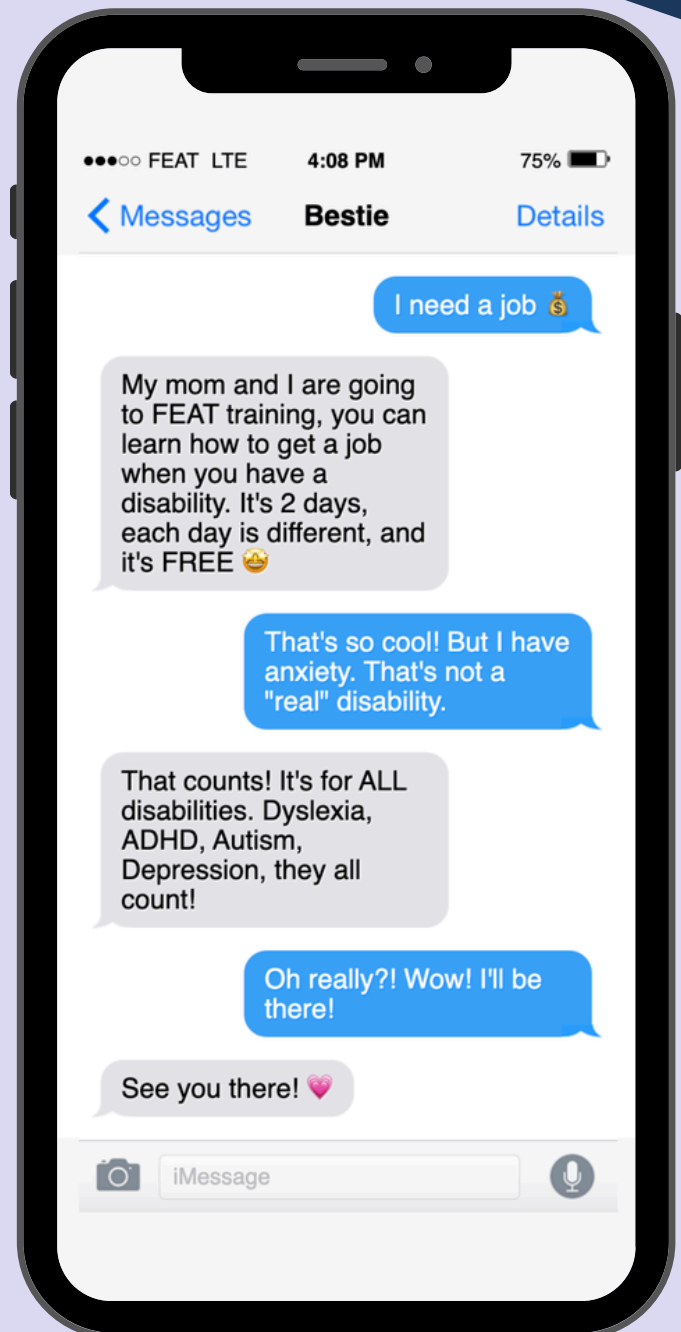 ●●●○○ FEAT LTE 4:08 PM 75%
Messages Bestie Details
I need a job 💰
My mom and I are going
to FEAT training, you can
learn how to get a job
when you have a
disability. It's 2 days,
each day is different, and
it's FREE 🤩
That's so cool! But I have
anxiety. That's not a
"real" disability.
That counts! It's for ALL
disabilities. Dyslexia,
ADHD, Autism,
Depression, they all
count!
Oh really?! Wow! I'll be
there!
See you there! 💗
iMessage